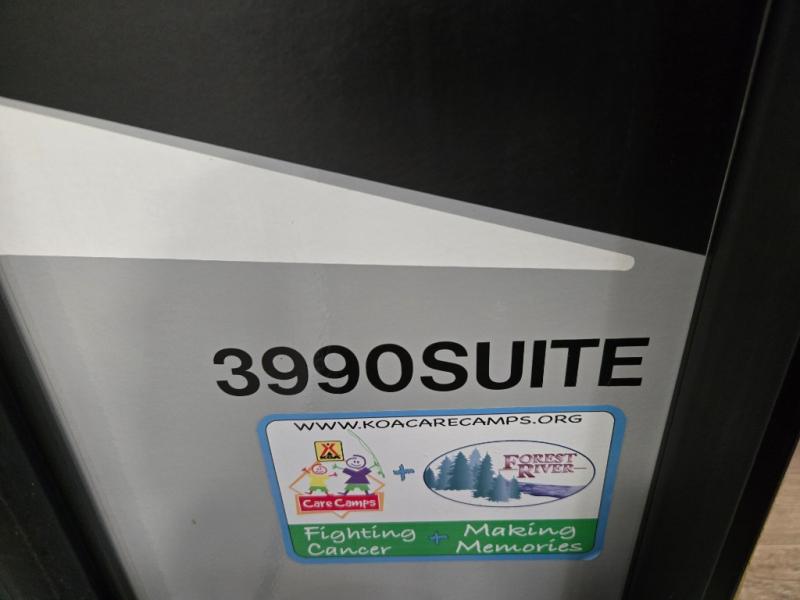 3990SUITE
WWW.KOACARECAMPS.ORG
KOA
Care Camps
+
FOREST
RIVER
Fighting + Making
Cancer Memories